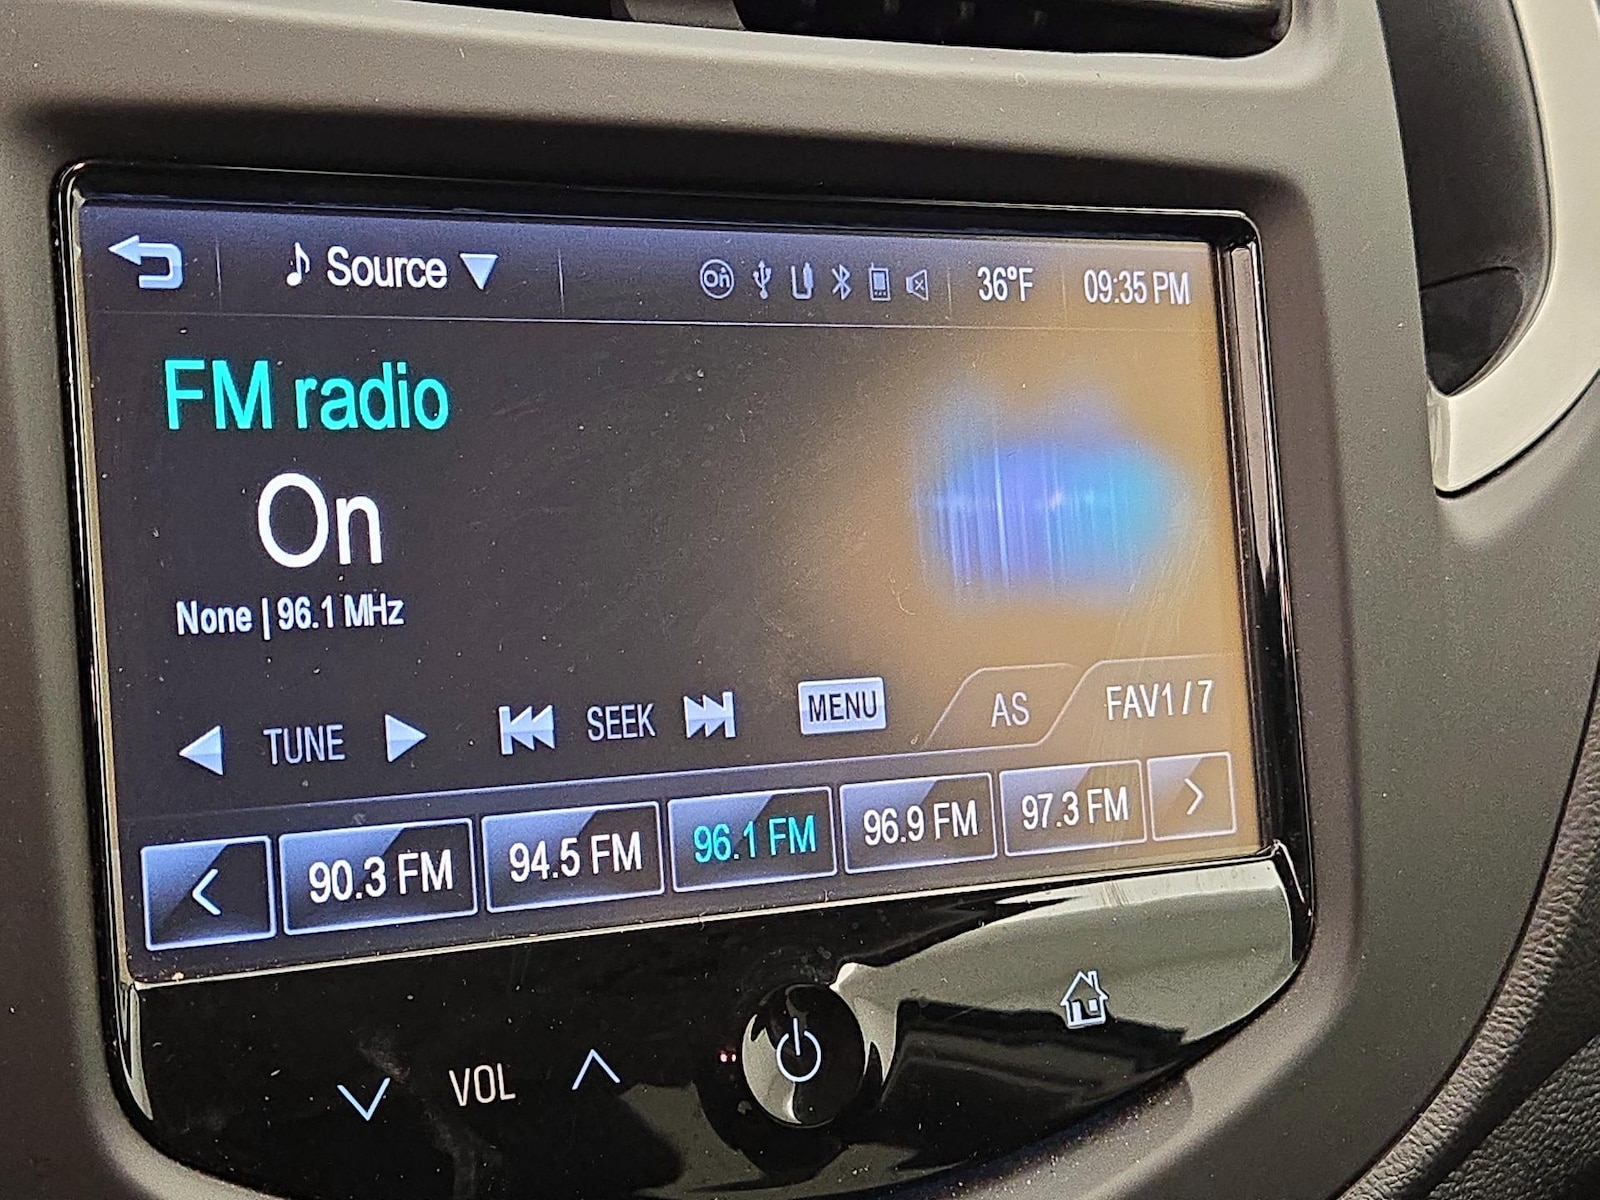 Source
On 36°F 09:35 PM
FM radio
On
None | 96.1 MHz
TUNE SEEK MENU AS FAV1 / 7
90.3 FM 94.5 FM 96.1 FM 96.9 FM 97.3 FM
VOL